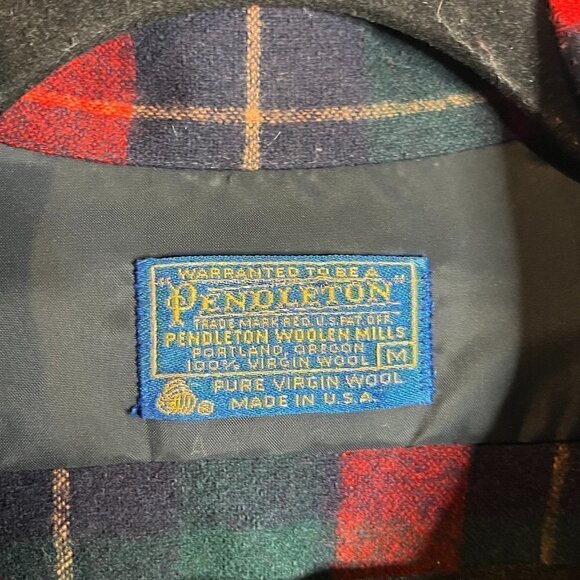 WARRANTED TO BE A
"PENDLETON"
TRADE MARK REG. U.S. PAT. OFF.
PENDLETON WOOLEN MILLS
PORTLAND, OREGON
100% VIRGIN WOOL M
PURE VIRGIN WOOL
MADE IN U.S.A.